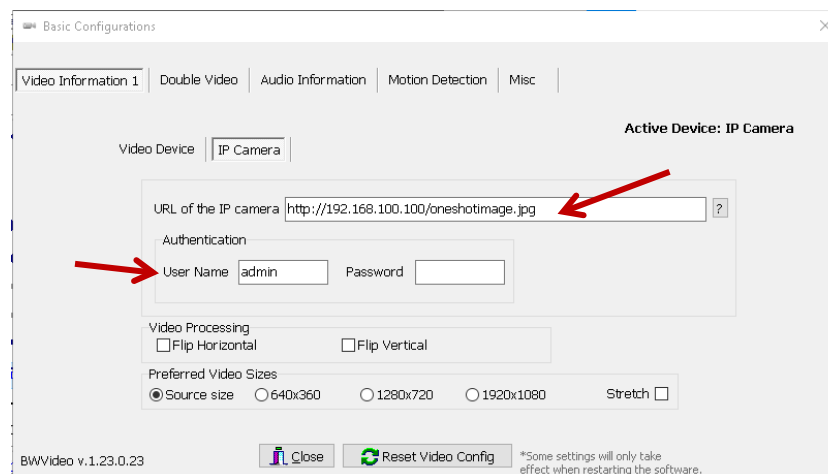 Basic Configurations
Video Information 1 Double Video Audio Information Motion Detection Misc
Active Device: IP Camera
Video Device IP Camera
URL of the IP camera http://192.168.100.100/oneshotimage.jpg ?
Authentication
User Name admin Password
Video Processing
Flip Horizontal Flip Vertical
Preferred Video Sizes
Source size 640x360 1280x720 1920x1080 Stretch
BWVideo v.1.23.0.23 Close Reset Video Config *Some settings will only take
effect when restarting the software.